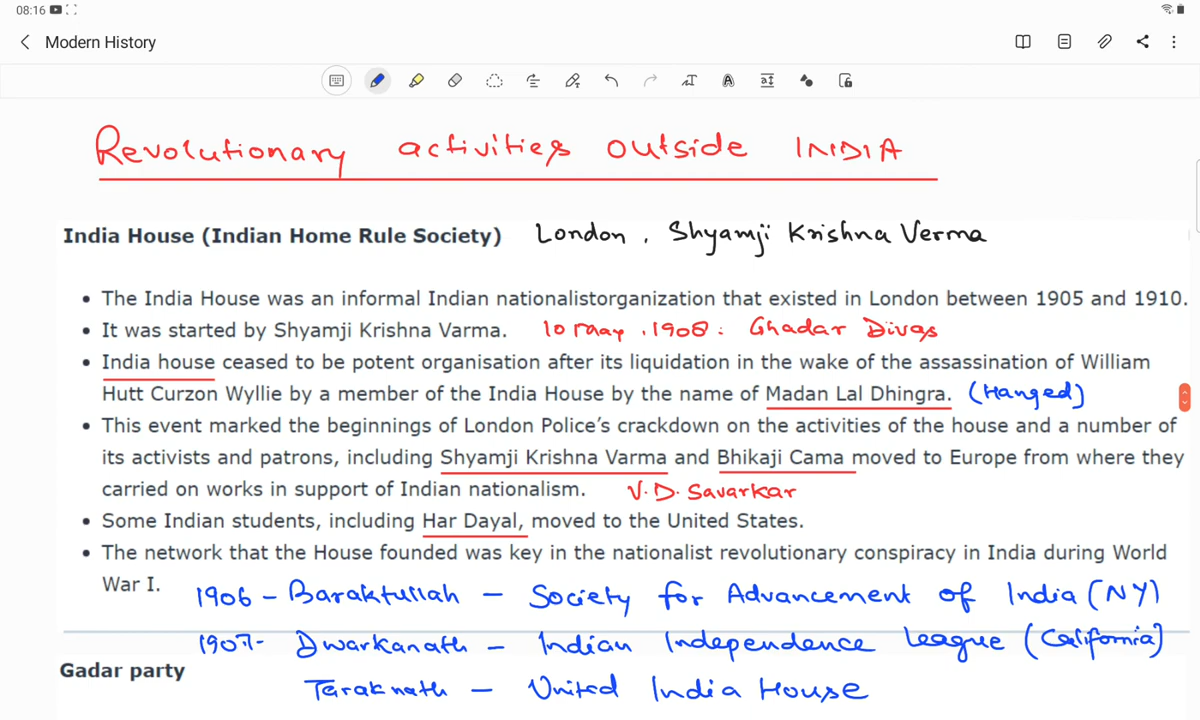 08:16
Modern History
Revolutionary activities outside INDIA
India House (Indian Home Rule Society) London, Shyamji Krishna Verma
• The India House was an informal Indian nationalistorganization that existed in London between 1905 and 1910.
• It was started by Shyamji Krishna Varma. 10 may, 1908: Ghadar Divas
• India house ceased to be potent organisation after its liquidation in the wake of the assassination of William
Hutt Curzon Wyllie by a member of the India House by the name of Madan Lal Dhingra. (Hanged)
• This event marked the beginnings of London Police's crackdown on the activities of the house and a number of
its activists and patrons, including Shyamji Krishna Varma and Bhikaji Cama moved to Europe from where they
carried on works in support of Indian nationalism. V.D. Savarkar
• Some Indian students, including Har Dayal, moved to the United States.
• The network that the House founded was key in the nationalist revolutionary conspiracy in India during World
War I.
1906 - Baraktullah - Society for Advancement of India (NY)
1907 - Dwarkanath - Indian Independence League (California)
Gadar party
Taraknath - United India House